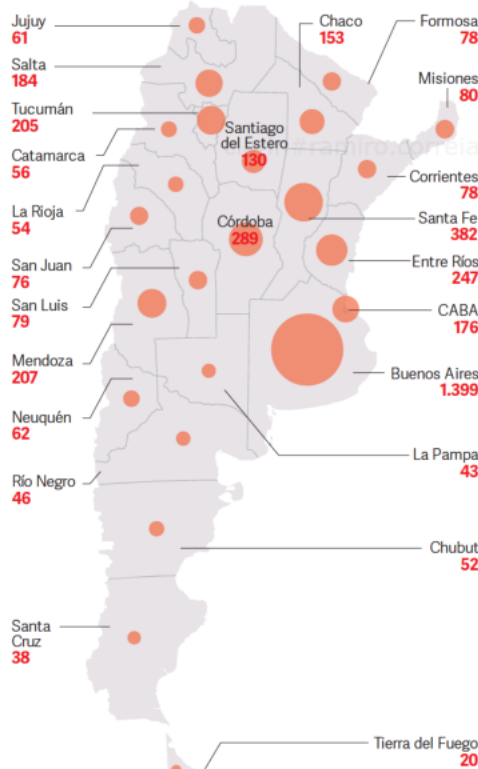 Jujuy
61
Salta
184
Tucumán
205
Catamarca
56
La Rioja
54
San Juan
76
San Luis
79
Mendoza
207
Neuquén
62
Río Negro
46
Santa
Cruz
38
Santiago
del Estero
130
Córdoba
289
Chaco
153
Formosa
78
Misiones
80
#ramiro.correia
Corrientes
78
Santa Fe
382
Entre Ríos
247
CABA
176
Buenos Aires
1.399
La Pampa
43
Chubut
52
Tierra del Fuego
20